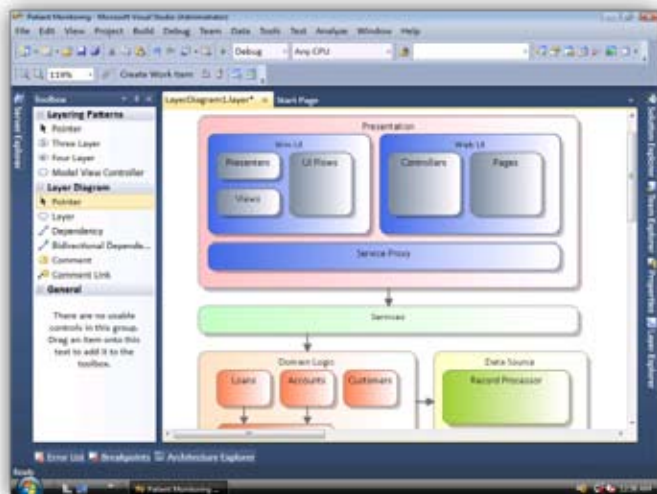 Patient Monitoring - Microsoft Visual Studio (Administrator)
File Edit View Project Build Debug Team Data Tools Test Analyze Window Help
Debug Any CPU
119% Create Work Item
Toolbox
LayerDiagram1.layer* Start Page
Server Explorer
Layering Patterns
Pointer
Three Layer
Four Layer
Model View Controller
Layer Diagram
Pointer
Layer
Dependency
Bidirectional Depende...
Comment
Comment Link
General
There are no usable
controls in this group.
Drag an item onto this
text to add it to the
toolbox.
Presentation
Win UI Web UI
Presenters UI Flows Controllers Pages
Views
Service Proxy
Services
Domain Logic Data Source
Loans Accounts Customers Record Processor
Solution Explorer
Team Explorer
Properties
Layer Explorer
Error List Breakpoints Architecture Explorer
Ready
Patient Monitoring ...